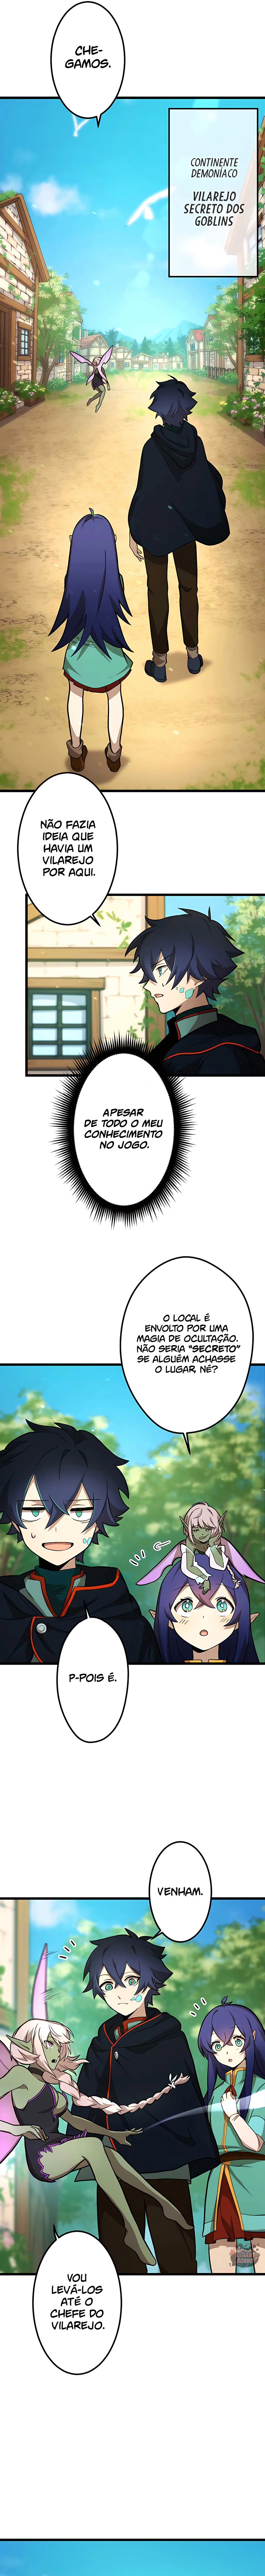 CHE-
GAMOS.
CONTINENTE
DEMONÍACO
VILAREJO
SECRETO DOS
GOBLINS
NÃO FAZIA
IDEIA QUE
HAVIA UM
VILAREJO
POR AQUI.
APESAR
DE TODO O MEU
CONHECIMENTO
NO JOGO.
O LOCAL É
ENVOLTO POR UMA
MAGIA DE OCULTAÇÃO.
NÃO SERIA "SECRETO"
SE ALGUÉM ACHASSE
O LUGAR, NÉ?
P-POIS É.
VENHAM.
VOU
LEVÁ-LOS
ATÉ O
CHEFE DO
VILAREJO.